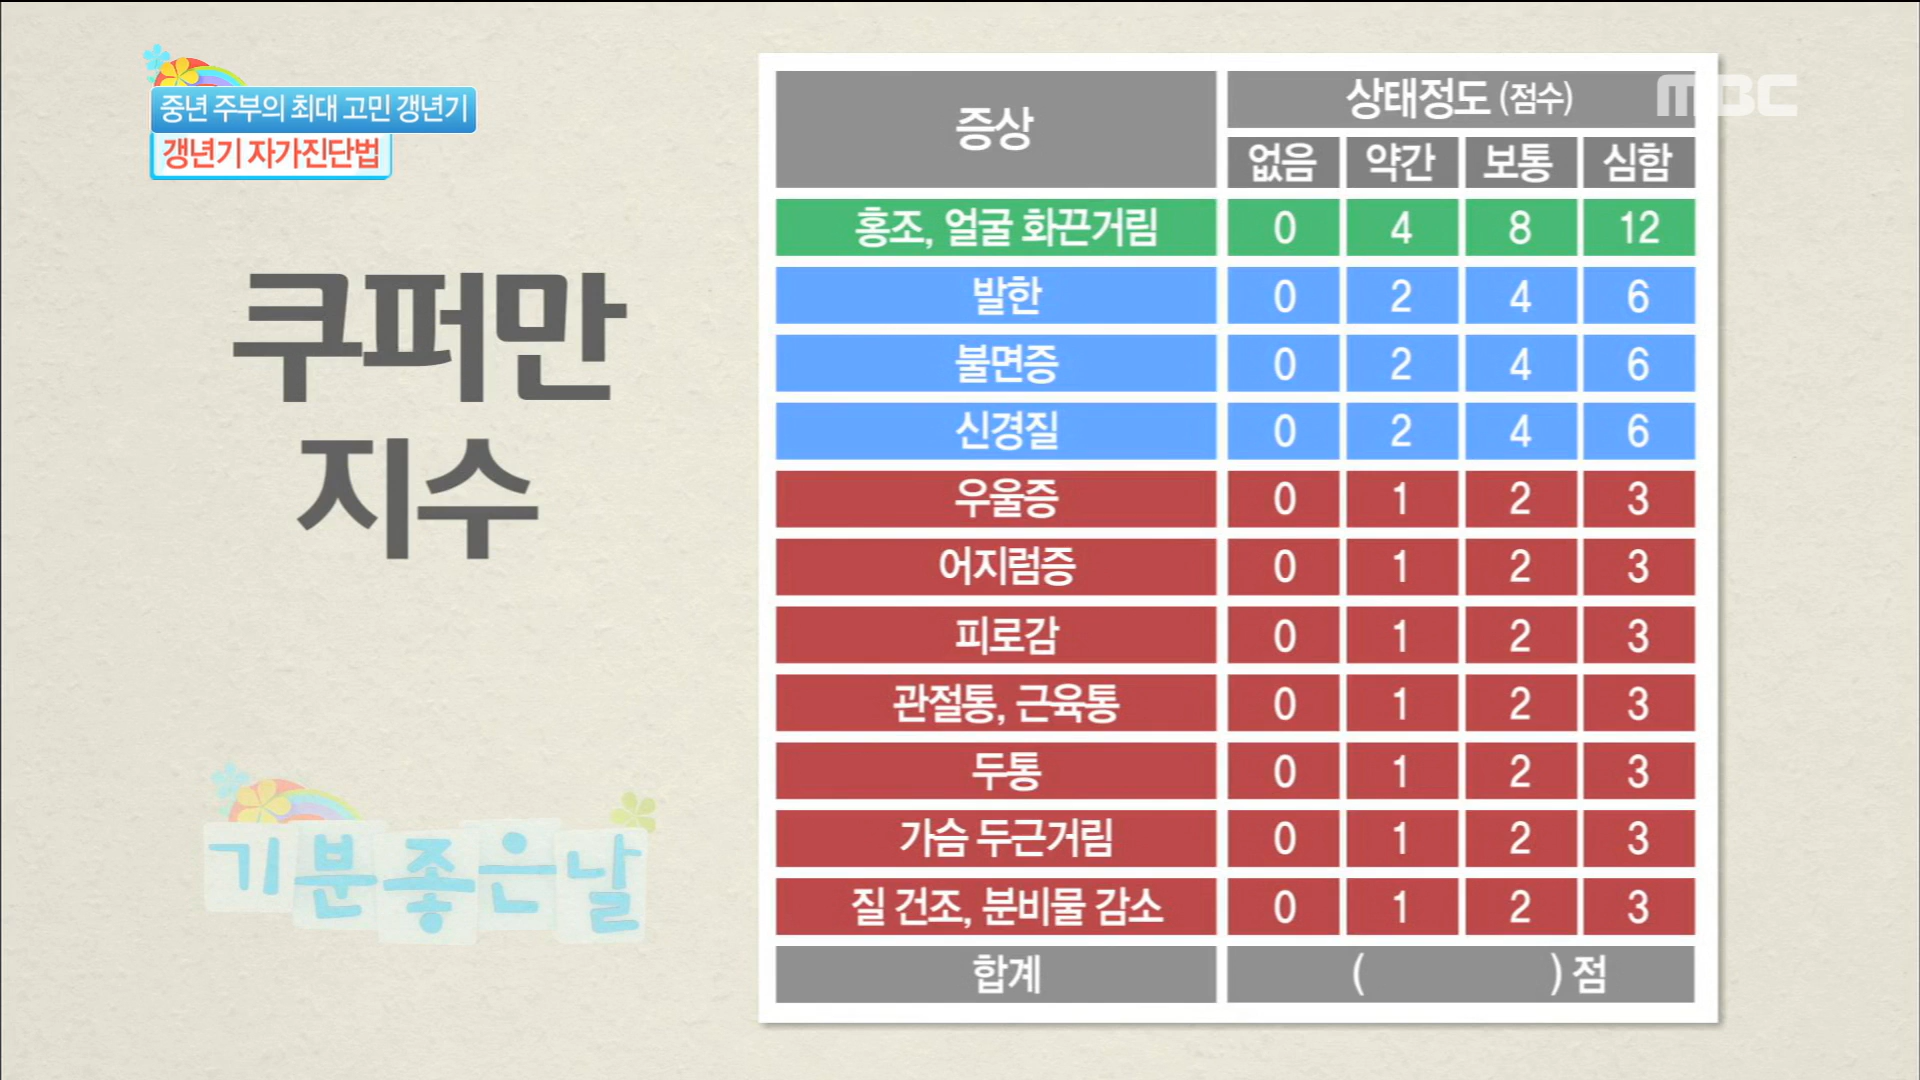 중년 주부의 최대 고민 갱년기
갱년기 자가진단법
쿠퍼만
지수
기분좋은날
MBC
증상 상태정도 (점수)
없음 약간 보통 심함
홍조, 얼굴 화끈거림 0 4 8 12
발한 0 2 4 6
불면증 0 2 4 6
신경질 0 2 4 6
우울증 0 1 2 3
어지럼증 0 1 2 3
피로감 0 1 2 3
관절통, 근육통 0 1 2 3
두통 0 1 2 3
가슴 두근거림 0 1 2 3
질 건조, 분비물 감소 0 1 2 3
합계 ( ) 점